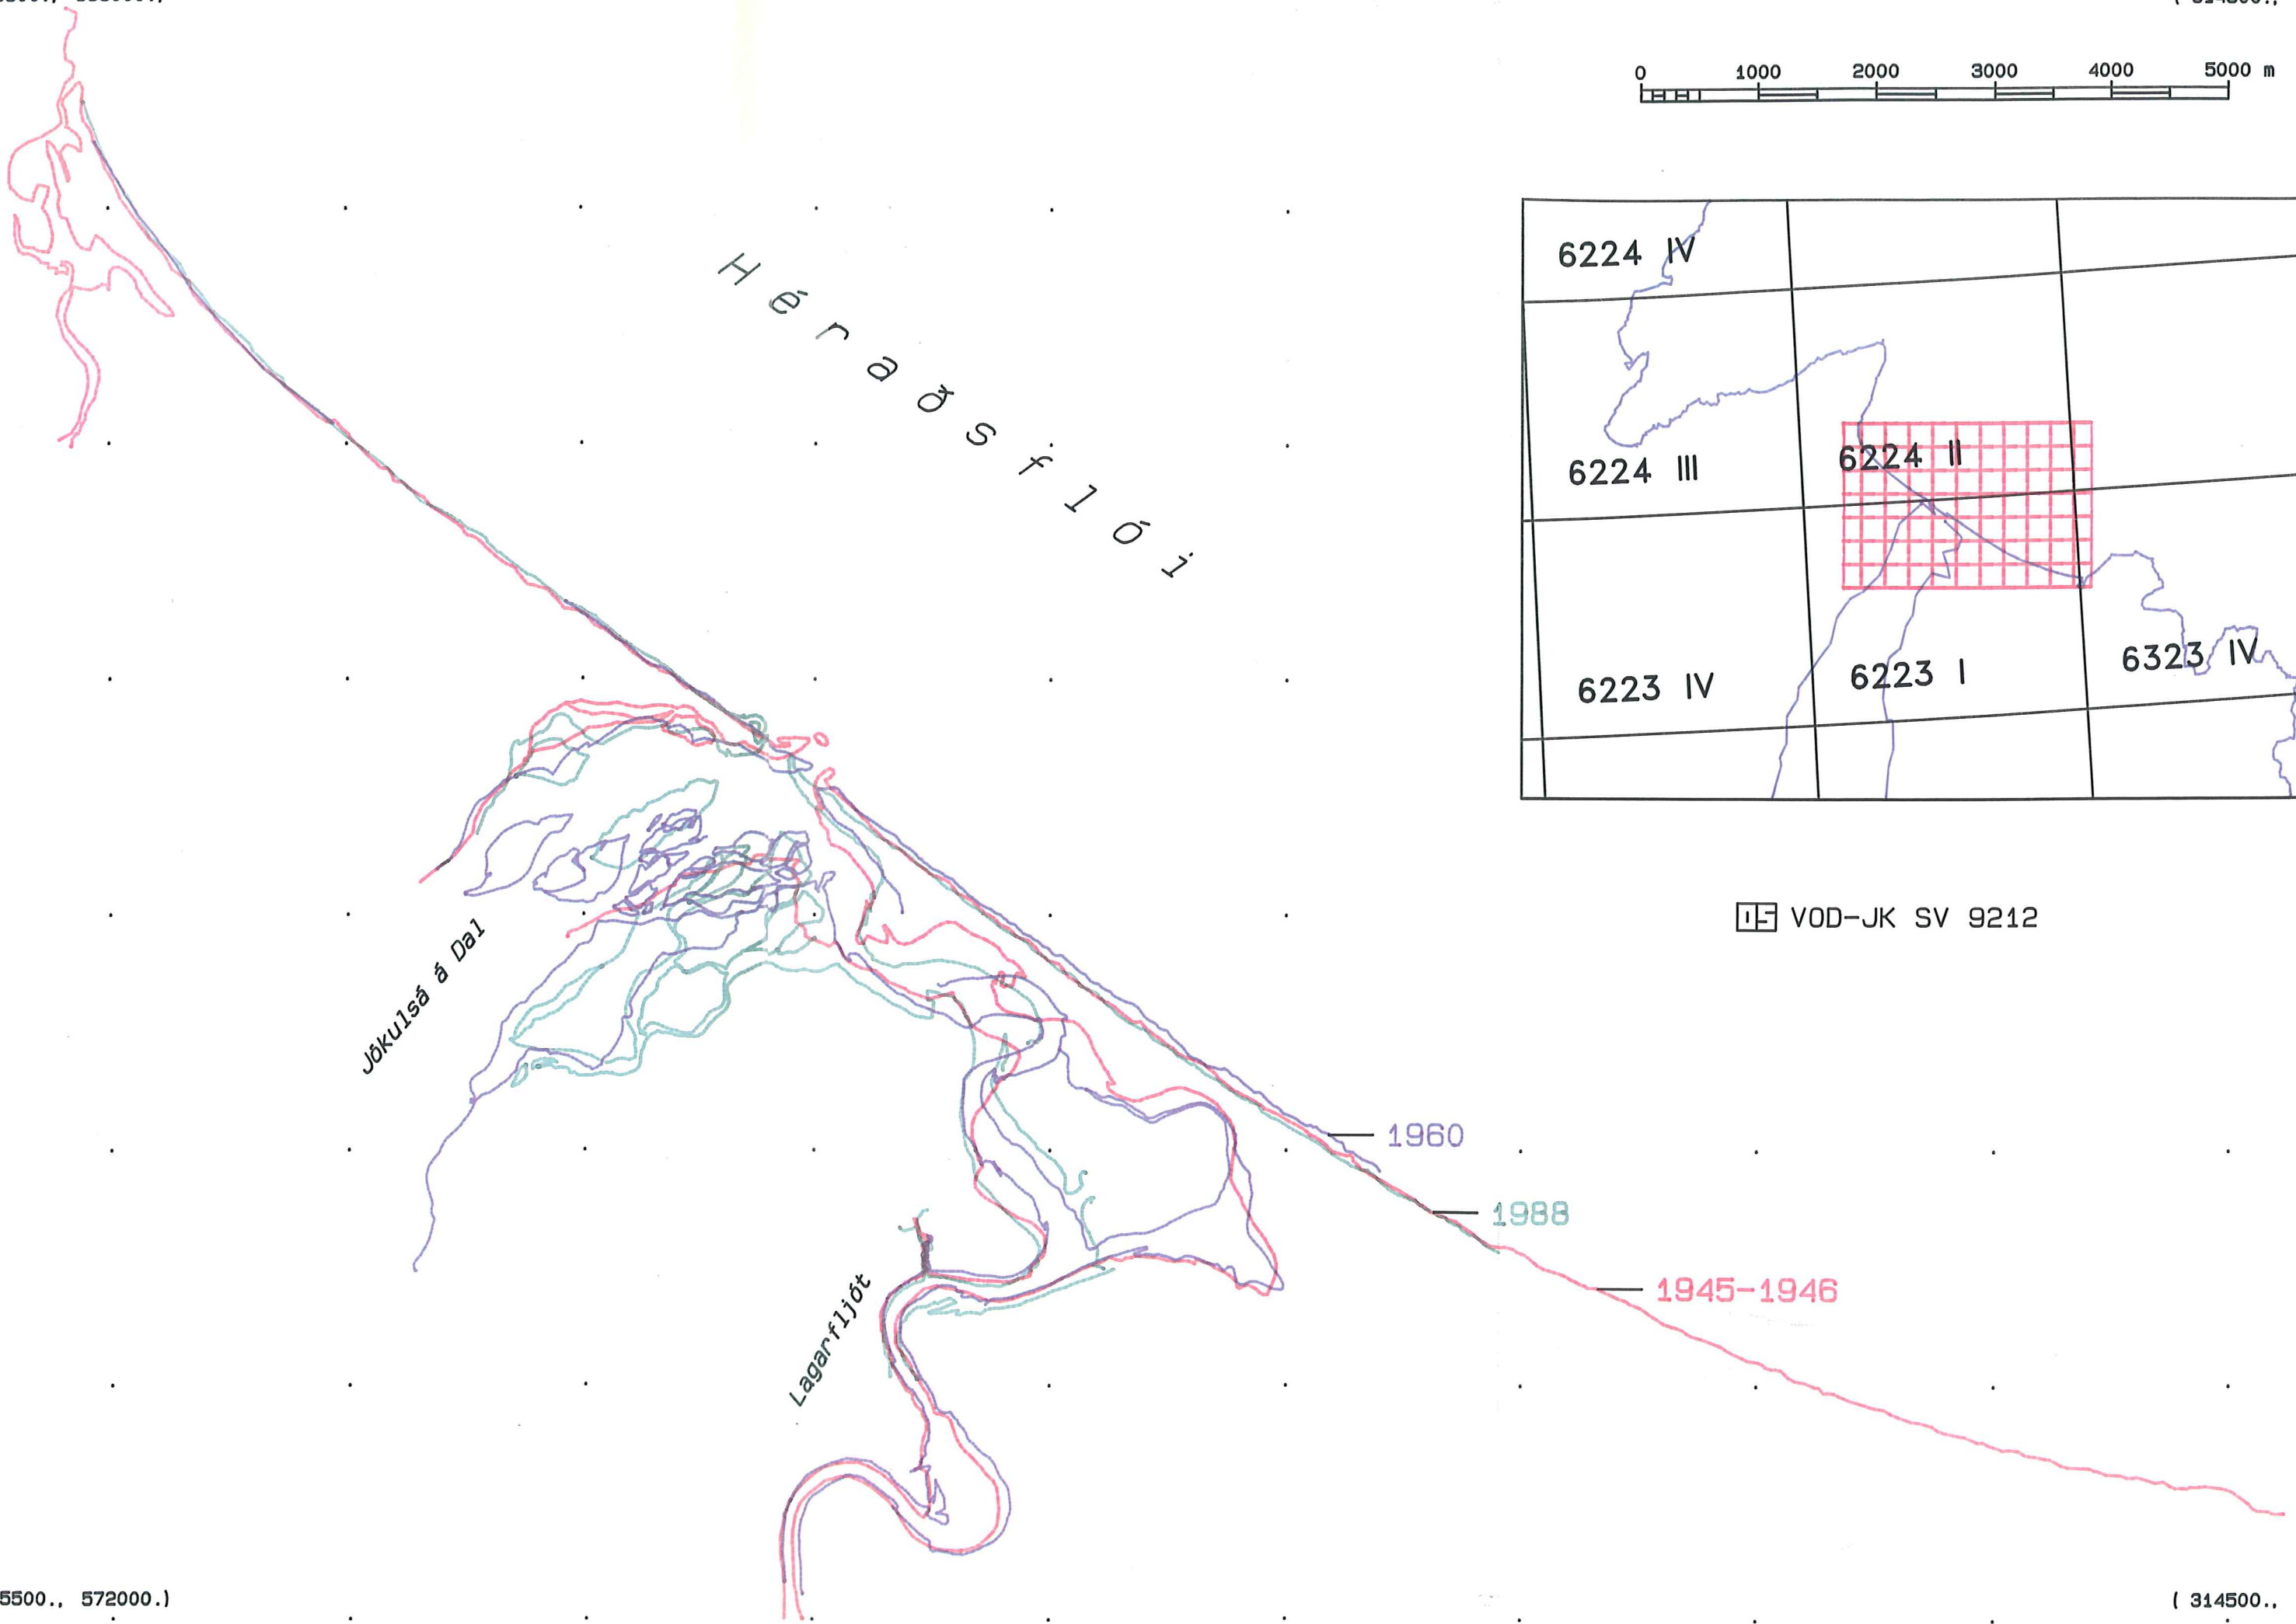 0 1000 2000 3000 4000 5000 m
Héraðsflói
6224 IV
6224 III
6224 II
6223 IV
6223 I
6323 IV
OS VOD-JK SV 9212
Jökulsá á Dal
1960
1988
1945-1946
Lagarfljót
5500., 572000.)
( 314500.,